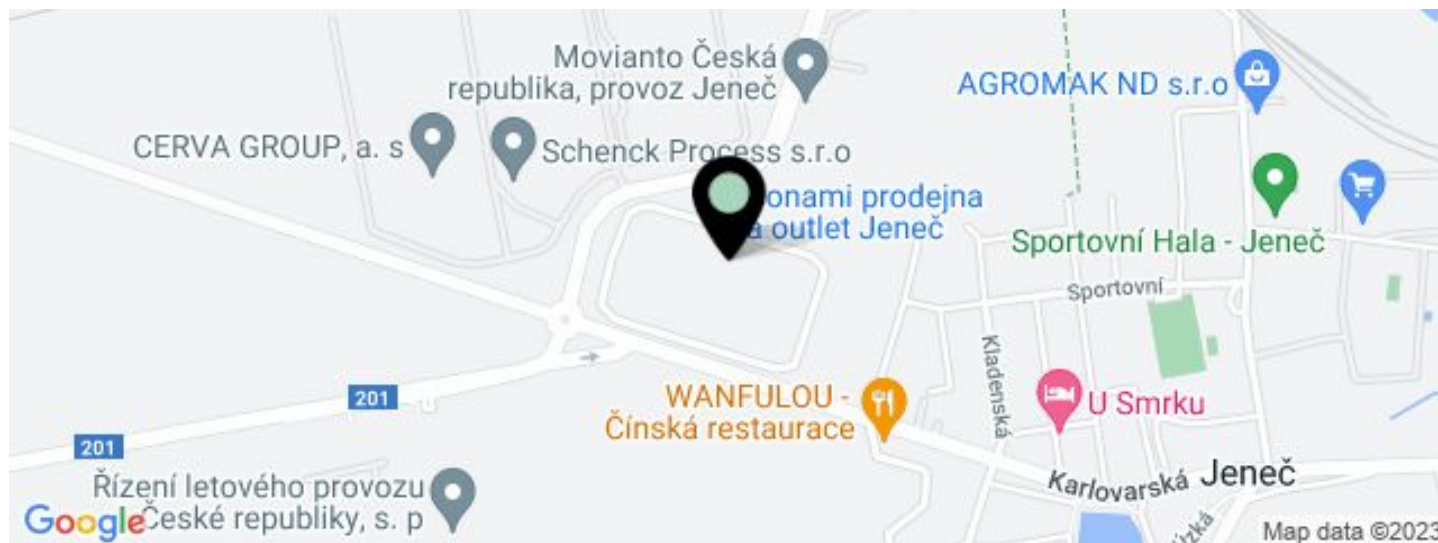 Movianto Česká
republika, provoz Jeneč
AGROMAK ND s.r.o
CERVA GROUP, a. s
Schenck Process s.r.o
onami prodejna
a outlet Jeneč
Sportovní Hala - Jeneč
Sportovní
Kladenská
201
WANFULOU -
Čínská restaurace
U Smrku
201
Řízení letového provozu
České republiky, s. p
Karlovarská
Jeneč
Google
Map data ©2023